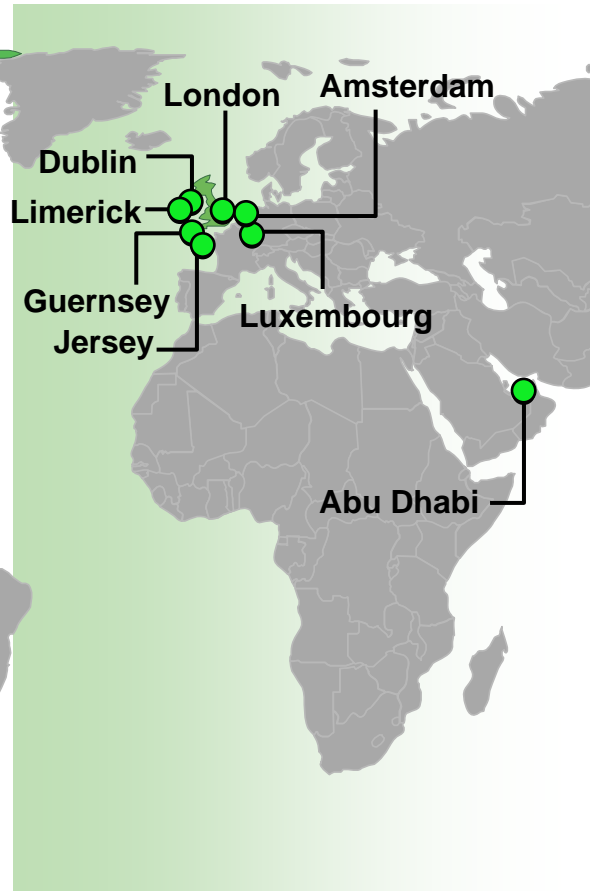 Amsterdam
London
Dublin
Limerick
Guernsey
Luxembourg
Jersey
Abu Dhabi